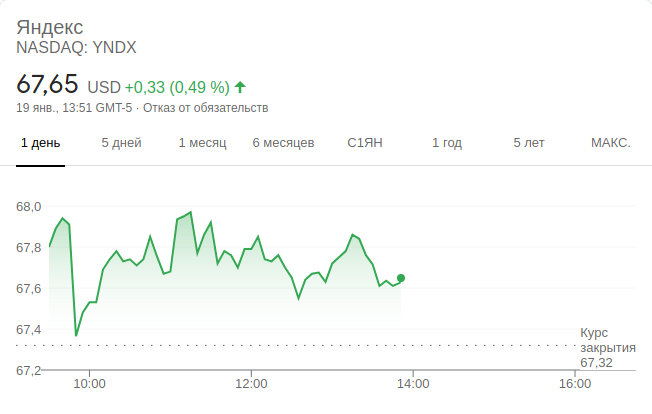 Яндекс
NASDAQ: YNDX
67,65 USD +0,33 (0,49 %)
19 янв., 13:51 GMT-5 · Отказ от обязательств
1 день 5 дней 1 месяц 6 месяцев С1ЯН 1 год 5 лет МАКС.
68,0
67,8
67,6
67,4
Курс
закрытия
67,32
67,2
10:00 12:00 14:00 16:00